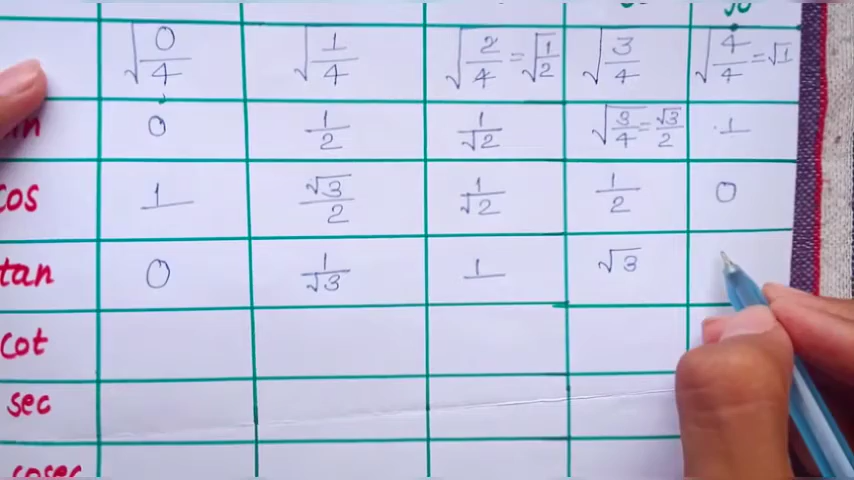 √0/4 √1/4 √2/4 = √1/2 √3/4 √4/4 = √1
0 1/2 1/√2 √3/4 = √3/2 1
cos 1 √3/2 1/√2 1/2 0
tan 0 1/√3 1 √3
cot
sec
cosec